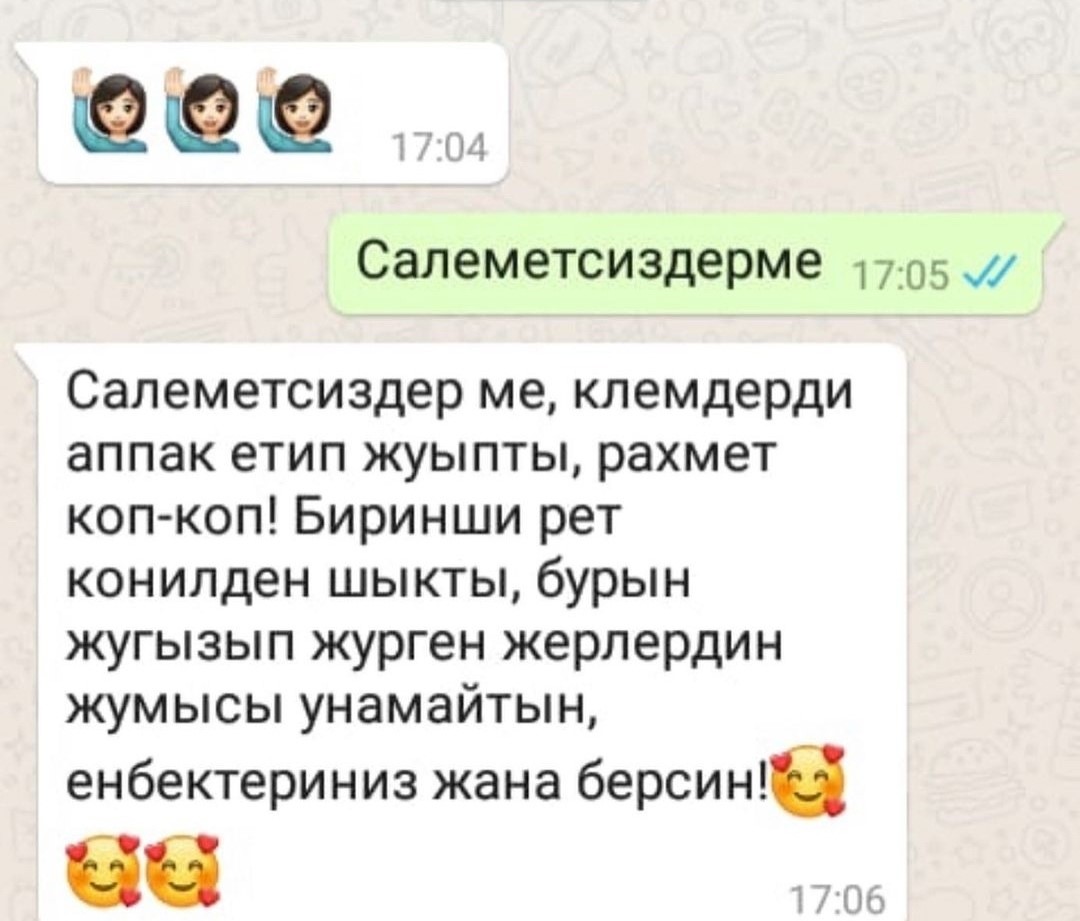 🙋🏻‍♀️🙋🏻‍♀️🙋🏻‍♀️ 17:04
Салеметсиздерме 17:05
Салеметсиздер ме, клемдерди
аппак етип жуыпты, рахмет
коп-коп! Биринши рет
конилден шыкты, бурын
жугызып журген жерлердин
жумысы унамайтын,
енбектериниз жана берсин!🥰
🥰🥰 17:06